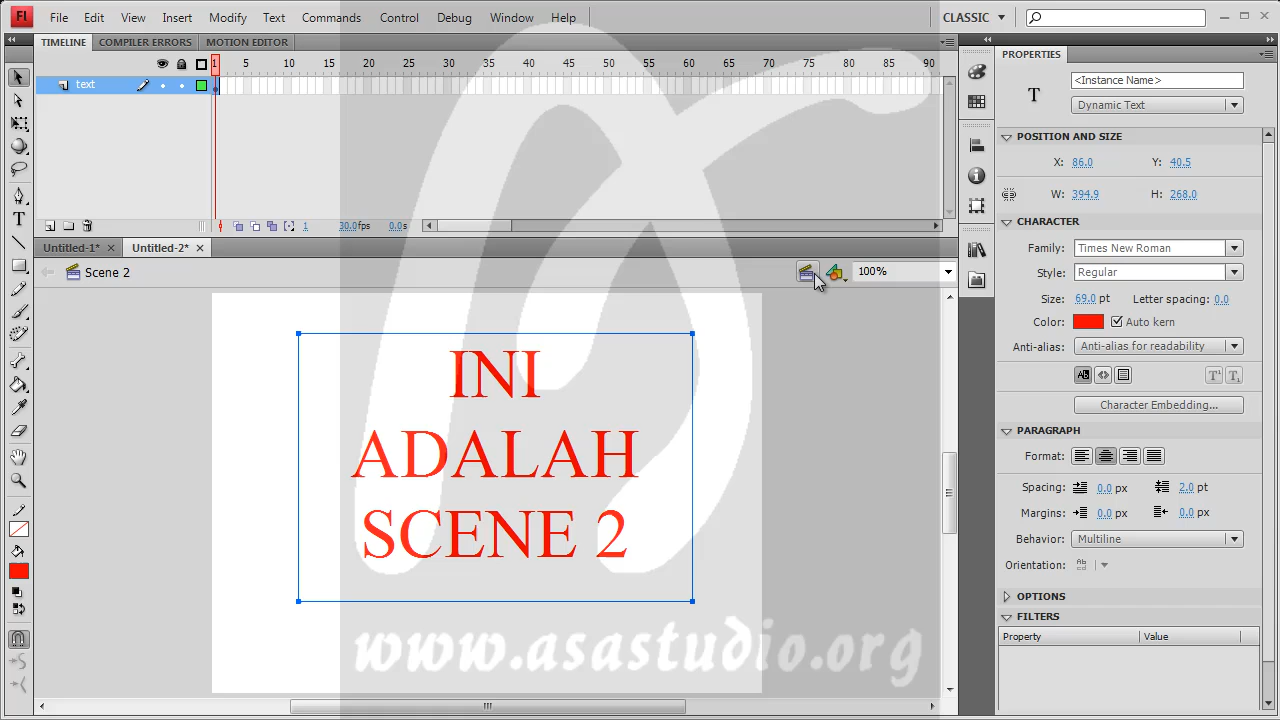 Fl File Edit View Insert Modify Text Commands Control Debug Window Help CLASSIC
TIMELINE COMPILER ERRORS MOTION EDITOR
1 5 10 15 20 25 30 35 40 45 50 55 60 65 70 75 80 85 90
text
1 30.0fps 0.0s
Untitled-1* Untitled-2*
Scene 2 100%
INI
ADALAH
SCENE 2
www.asastudio.org
PROPERTIES
<Instance Name>
T Dynamic Text
POSITION AND SIZE
X: 86.0 Y: 40.5
W: 394.9 H: 268.0
CHARACTER
Family: Times New Roman
Style: Regular
Size: 69.0 pt Letter spacing: 0.0
Color: Auto kern
Anti-alias: Anti-alias for readability
Character Embedding...
PARAGRAPH
Format:
Spacing: 0.0 px 2.0 pt
Margins: 0.0 px 0.0 px
Behavior: Multiline
Orientation:
OPTIONS
FILTERS
Property Value